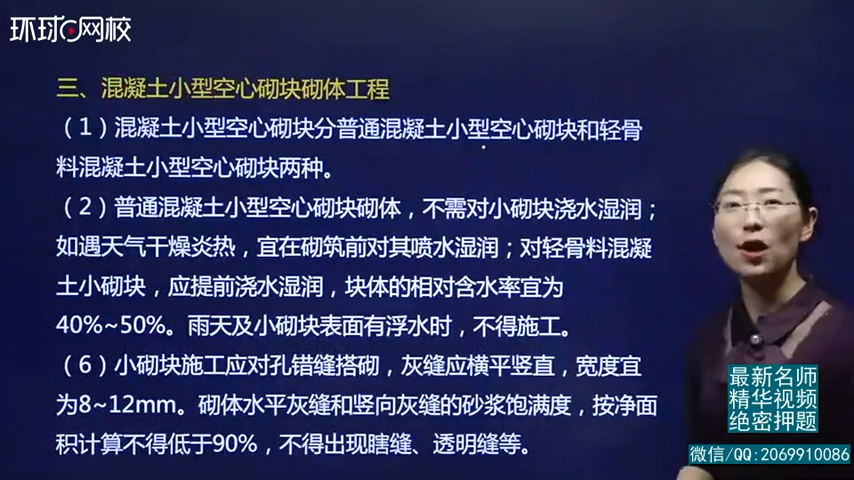 环球网校
三、混凝土小型空心砌块砌体工程
（1）混凝土小型空心砌块分普通混凝土小型空心砌块和轻骨
料混凝土小型空心砌块两种。
（2）普通混凝土小型空心砌块砌体，不需对小砌块浇水湿润；
如遇天气干燥炎热，宜在砌筑前对其喷水湿润；对轻骨料混凝
土小砌块，应提前浇水湿润，块体的相对含水率宜为
40%~50%。雨天及小砌块表面有浮水时，不得施工。
（6）小砌块施工应对孔错缝搭砌，灰缝应横平竖直，宽度宜
为8~12mm。砌体水平灰缝和竖向灰缝的砂浆饱满度，按净面
积计算不得低于90%，不得出现瞎缝、透明缝等。
最新名师
精华视频
绝密押题
微信/QQ:2069910086